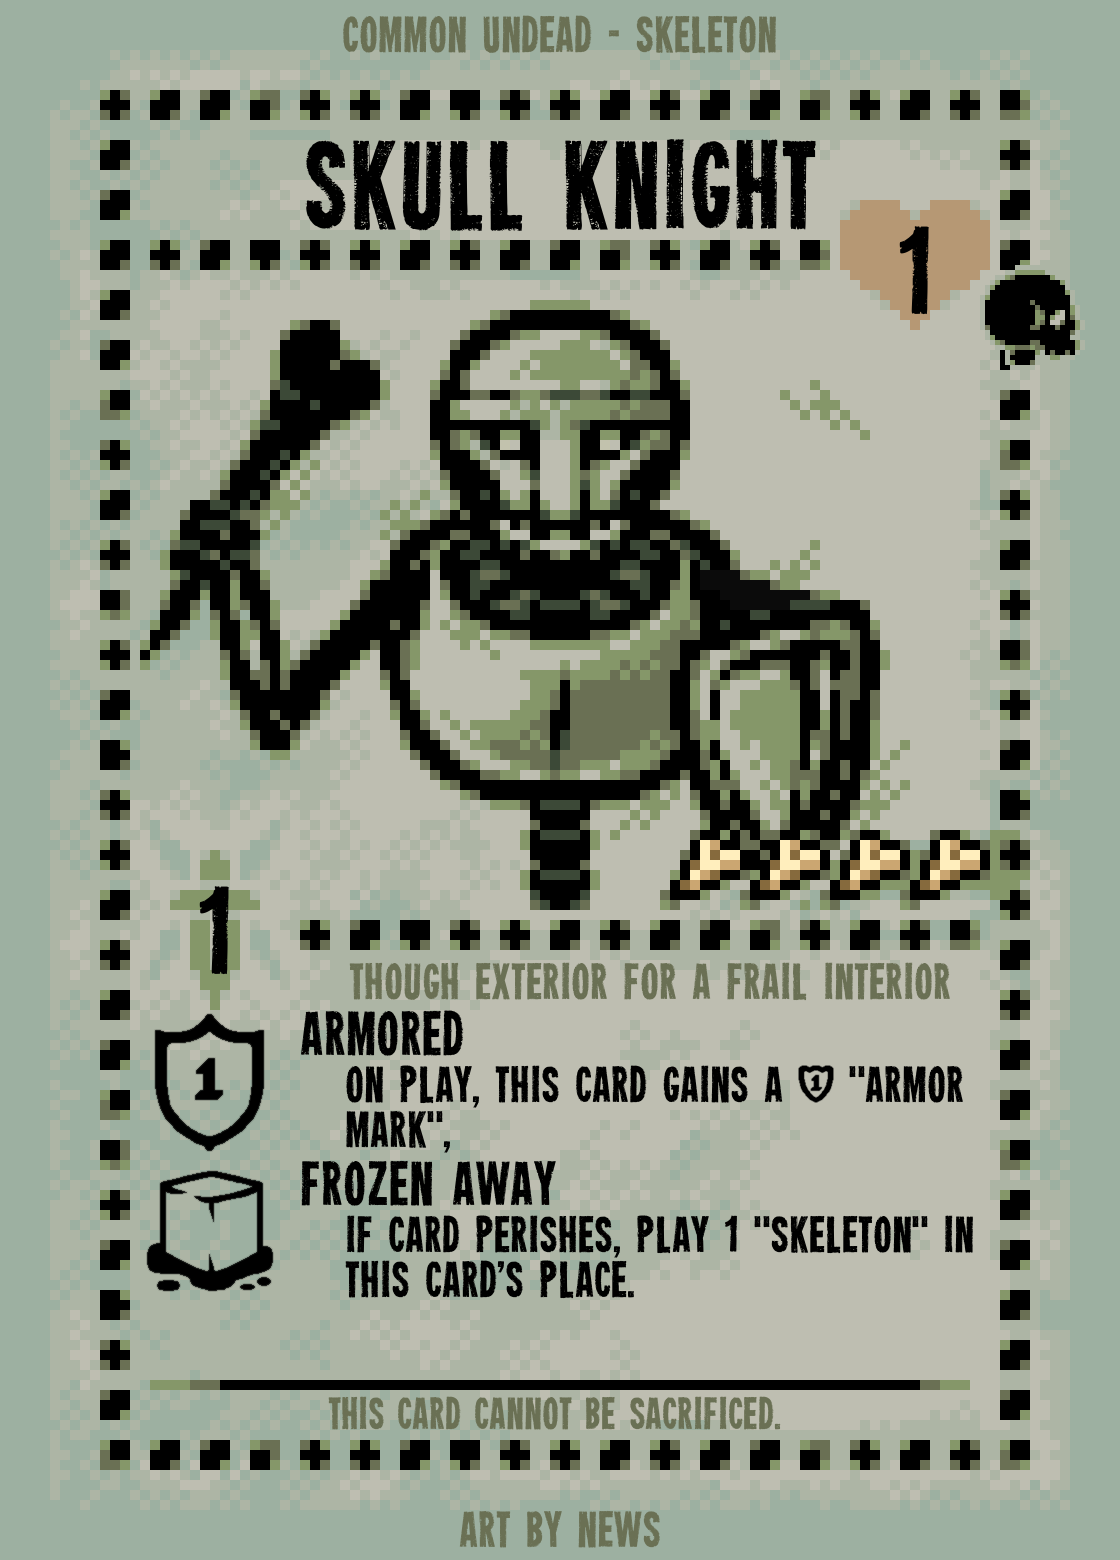 COMMON UNDEAD - SKELETON
SKULL KNIGHT
1
1
THOUGH EXTERIOR FOR A FRAIL INTERIOR
ARMORED
1
ON PLAY, THIS CARD GAINS A 1 "ARMOR
MARK",
FROZEN AWAY
IF CARD PERISHES, PLAY 1 "SKELETON" IN
THIS CARD'S PLACE.
THIS CARD CANNOT BE SACRIFICED.
ART BY NEWS